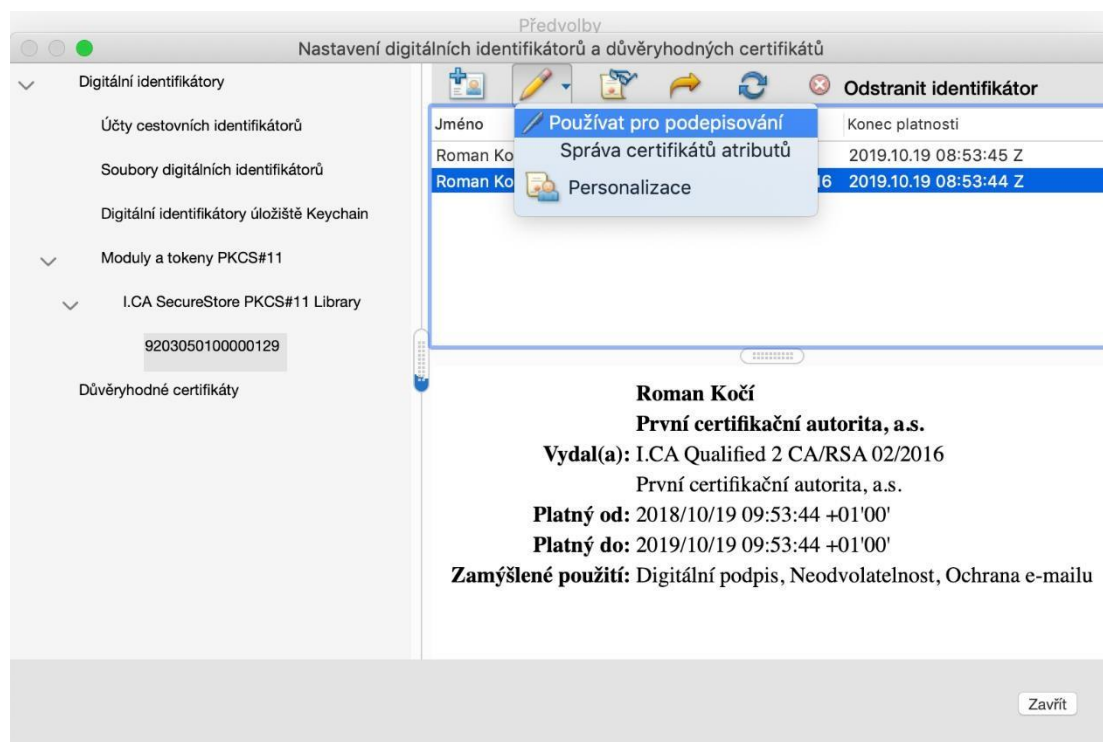 Předvolby
Nastavení digitálních identifikátorů a důvěryhodných certifikátů
Digitální identifikátory
Účty cestovních identifikátorů
Soubory digitálních identifikátorů
Digitální identifikátory úložiště Keychain
Moduly a tokeny PKCS#11
I.CA SecureStore PKCS#11 Library
9203050100000129
Důvěryhodné certifikáty
Odstranit identifikátor
Jméno
Konec platnosti
Používat pro podepisování
Správa certifikátů atributů
Personalizace
Roman Ko
2019.10.19 08:53:45 Z
Roman Ko
16 2019.10.19 08:53:44 Z
Roman Kočí
První certifikační autorita, a.s.
Vydal(a): I.CA Qualified 2 CA/RSA 02/2016
První certifikační autorita, a.s.
Platný od: 2018/10/19 09:53:44 +01'00'
Platný do: 2019/10/19 09:53:44 +01'00'
Zamýšlené použití: Digitální podpis, Neodvolatelnost, Ochrana e-mailu
Zavřít